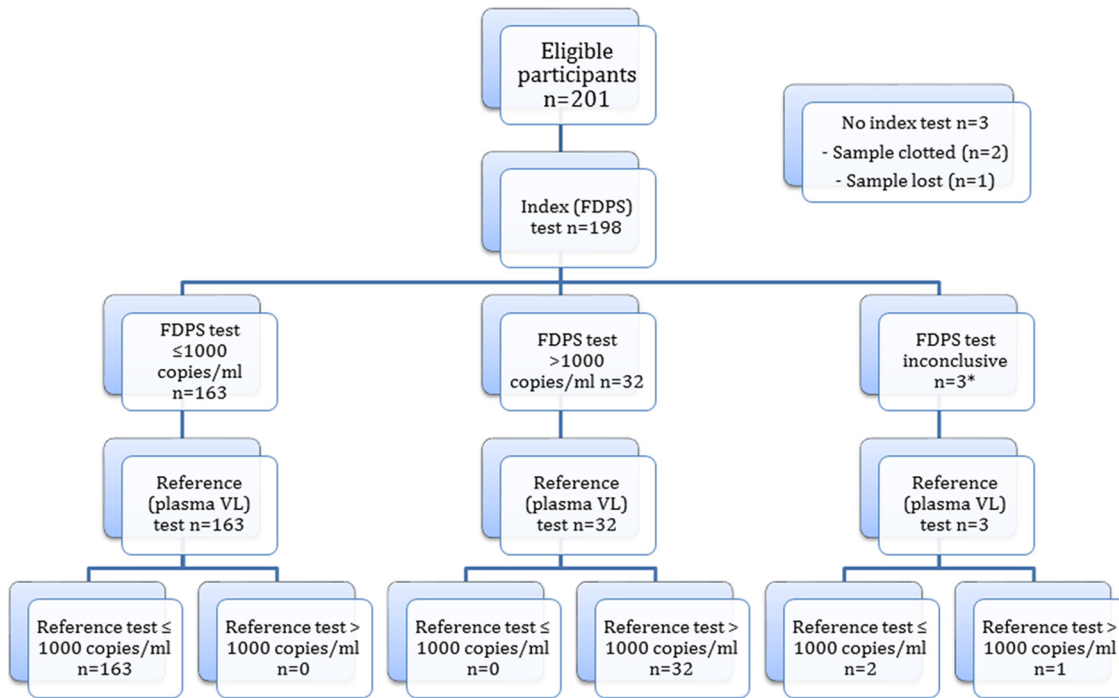 Eligible
participants
n=201
No index test n=3
- Sample clotted (n=2)
- Sample lost (n=1)
Index (FDPS)
test n=198
FDPS test
≤1000
copies/ml
n=163
FDPS test
>1000
copies/ml n=32
FDPS test
inconclusive
n=3*
Reference
(plasma VL)
test n=163
Reference
(plasma VL)
test n=32
Reference
(plasma VL)
test n=3
Reference test ≤
1000 copies/ml
n=163
Reference test >
1000 copies/ml
n=0
Reference test ≤
1000 copies/ml
n=0
Reference test >
1000 copies/ml
n=32
Reference test ≤
1000 copies/ml
n=2
Reference test >
1000 copies/ml
n=1